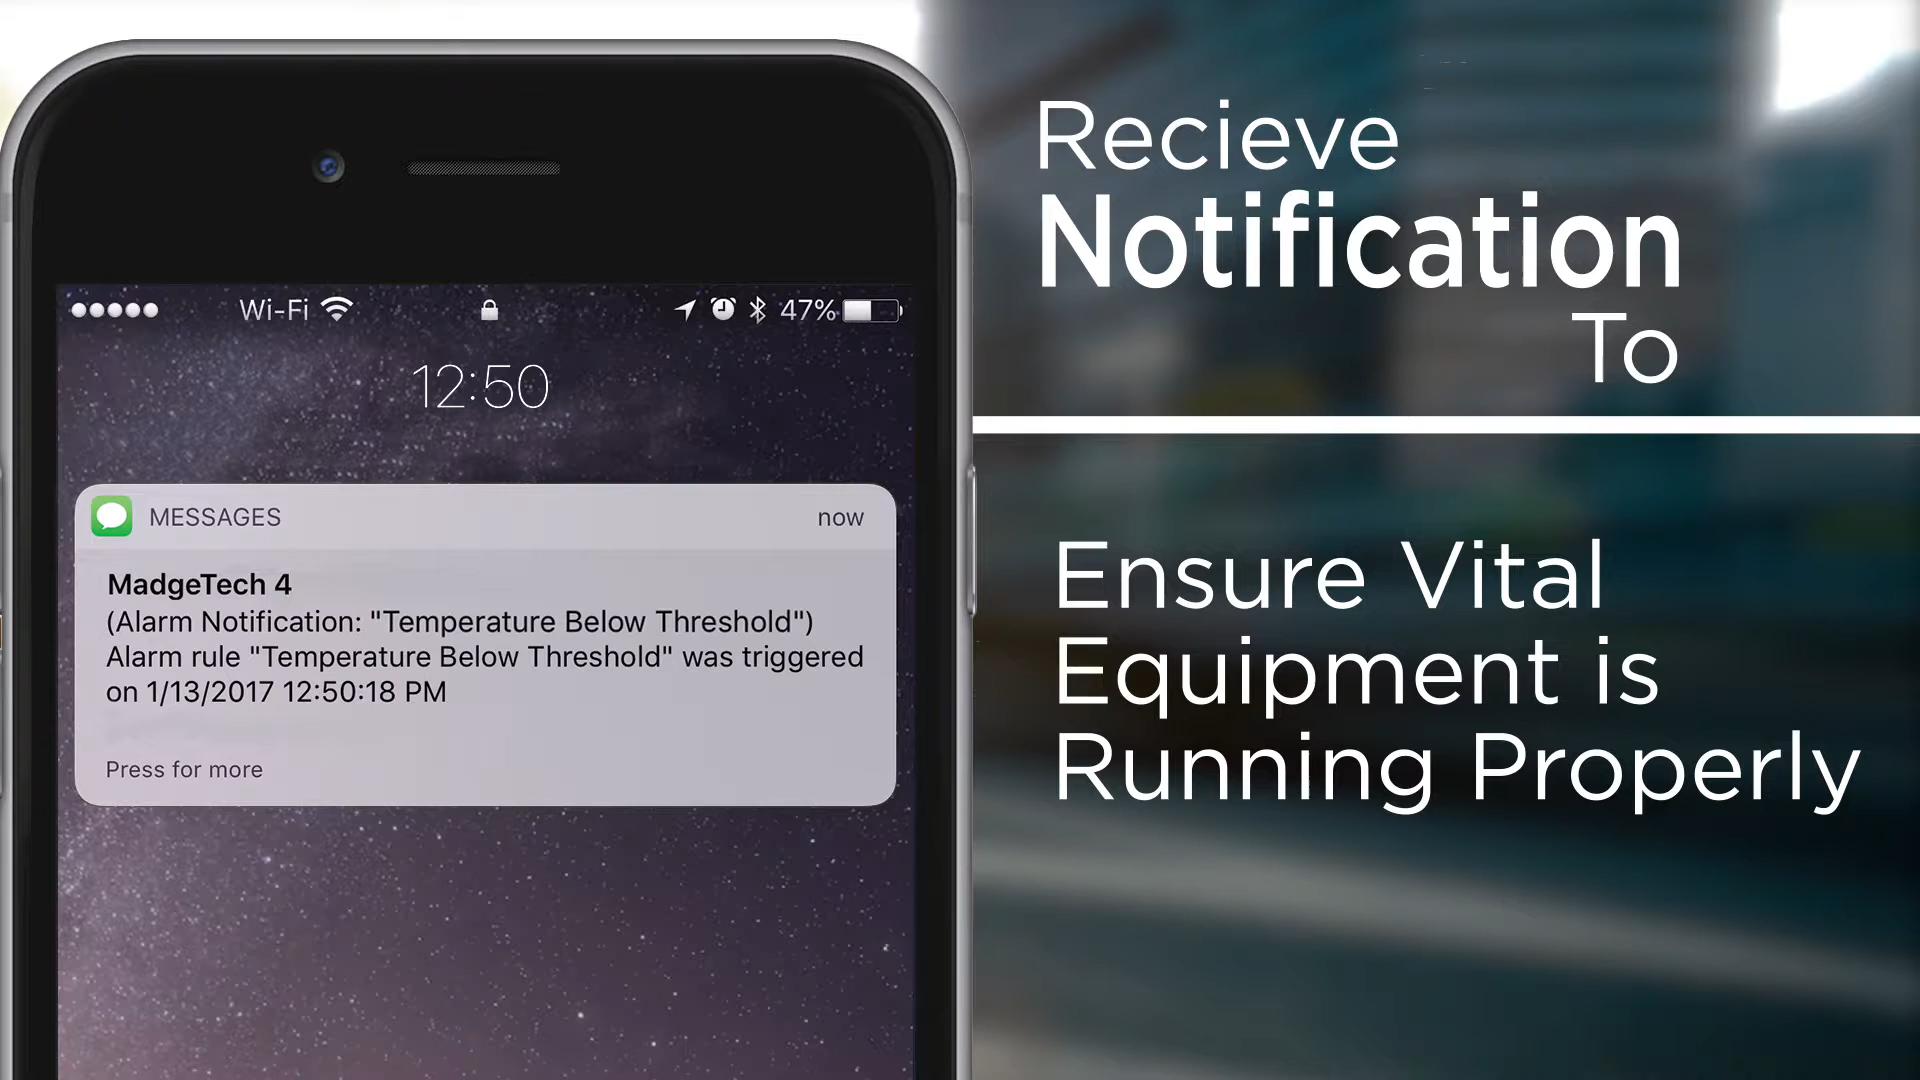 Wi-Fi 47%
12:50
MESSAGES now
MadgeTech 4
(Alarm Notification: "Temperature Below Threshold")
Alarm rule "Temperature Below Threshold" was triggered
on 1/13/2017 12:50:18 PM
Press for more
Recieve
Notification
To
Ensure Vital
Equipment is
Running Properly